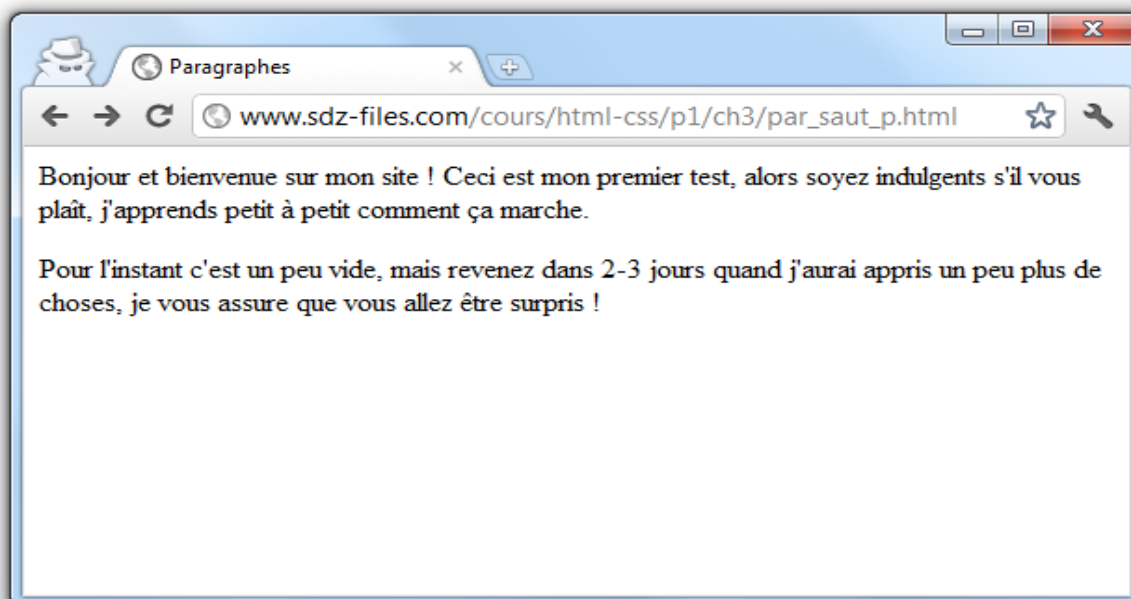 Paragraphes
www.sdz-files.com/cours/html-css/p1/ch3/par_saut_p.html
Bonjour et bienvenue sur mon site ! Ceci est mon premier test, alors soyez indulgents s'il vous
plaît, j'apprends petit à petit comment ça marche.
Pour l'instant c'est un peu vide, mais revenez dans 2-3 jours quand j'aurai appris un peu plus de
choses, je vous assure que vous allez être surpris !